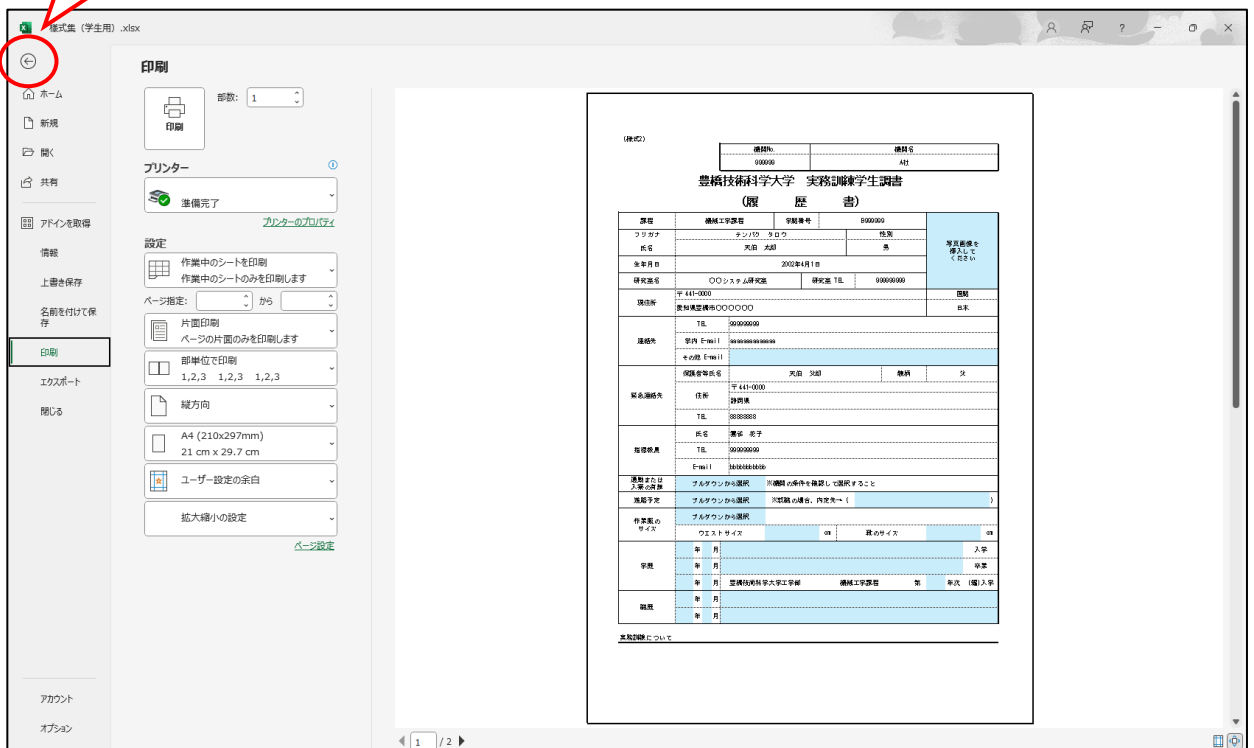 様式集（学生用）.xlsx
?
印刷
ホーム
新規
開く
共有
アドインを取得
情報
上書き保存
名前を付けて保
存
印刷
エクスポート
閉じる
アカウント
オプション
部数: 1
印刷
プリンター
準備完了
プリンターのプロパティ
設定
作業中のシートを印刷
作業中のシートのみを印刷します
ページ指定: から
片面印刷
ページの片面のみを印刷します
部単位で印刷
1,2,3 1,2,3 1,2,3
縦方向
A4 (210x297mm)
21 cm x 29.7 cm
ユーザー設定の余白
拡大縮小の設定
ページ設定
(様式2)
機関No. 機関名
999999 A社
豊橋技術科学大学 実務訓練学生調書
(履 歴 書)
課程 機械工学課程 学籍番号 B999999
フリガナ テンパク タロウ 性別
氏名 天伯 太郎 男
写真画像を
挿入して
ください
生年月日 2002年4月1日
研究室名 〇〇システム研究室 研究室 TEL 999999999
現住所 〒441-0000 国籍
愛知県豊橋市〇〇〇〇〇〇 日本
連絡先 TEL 999999999
学内 E-mail aaaaaaaaaaaaa
その他 E-mail
緊急連絡先 保護者等氏名 天伯 父郎 続柄 父
住所 〒441-0000
静岡県
TEL 88888888
指導教員 氏名 雲雀 花子
TEL 999999999
E-mail bbbbbbbbbbb
通勤または
入寮の有無 プルダウンから選択 ※機関の条件を確認して選択すること
進路予定 プルダウンから選択 ※就職の場合、内定先→( )
作業服の
サイズ プルダウンから選択
ウエストサイズ cm 靴のサイズ cm
学歴 年 月 入学
年 月 卒業
年 月 豊橋技術科学大学工学部 機械工学課程 第 年次 (編)入学
職歴 年 月
年 月
実務訓練について
1 / 2